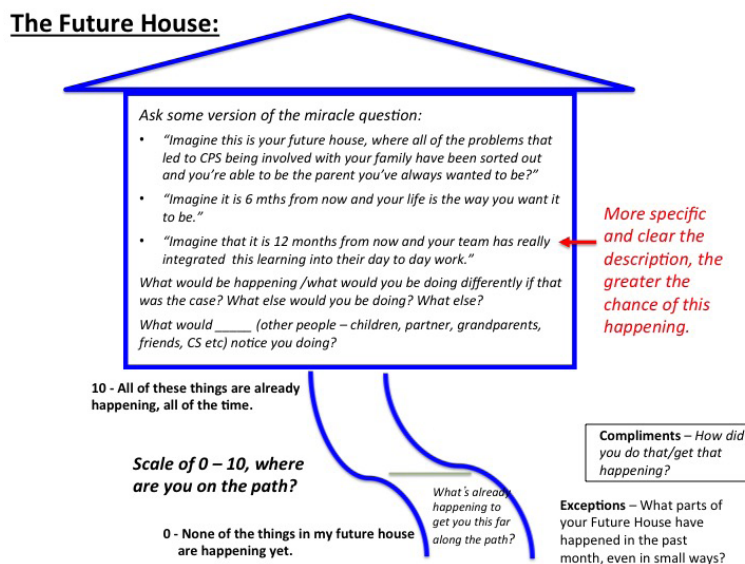 The Future House:
Ask some version of the miracle question:
• “Imagine this is your future house, where all of the problems that
led to CPS being involved with your family have been sorted out
and you’re able to be the parent you’ve always wanted to be?”
• “Imagine it is 6 mths from now and your life is the way you want it
to be.”
• “Imagine that it is 12 months from now and your team has really
integrated this learning into their day to day work.”
What would be happening /what would you be doing differently if that
was the case? What else would you be doing? What else?
What would _____ (other people – children, partner, grandparents,
friends, CS etc) notice you doing?
More specific
and clear the
description, the
greater the
chance of this
happening.
10 - All of these things are already
happening, all of the time.
Scale of 0 – 10, where
are you on the path?
0 - None of the things in my future house
are happening yet.
What’s already
happening to
get you this far
along the path?
Compliments – How did
you do that/get that
happening?
Exceptions – What parts of
your Future House have
happened in the past
month, even in small ways?